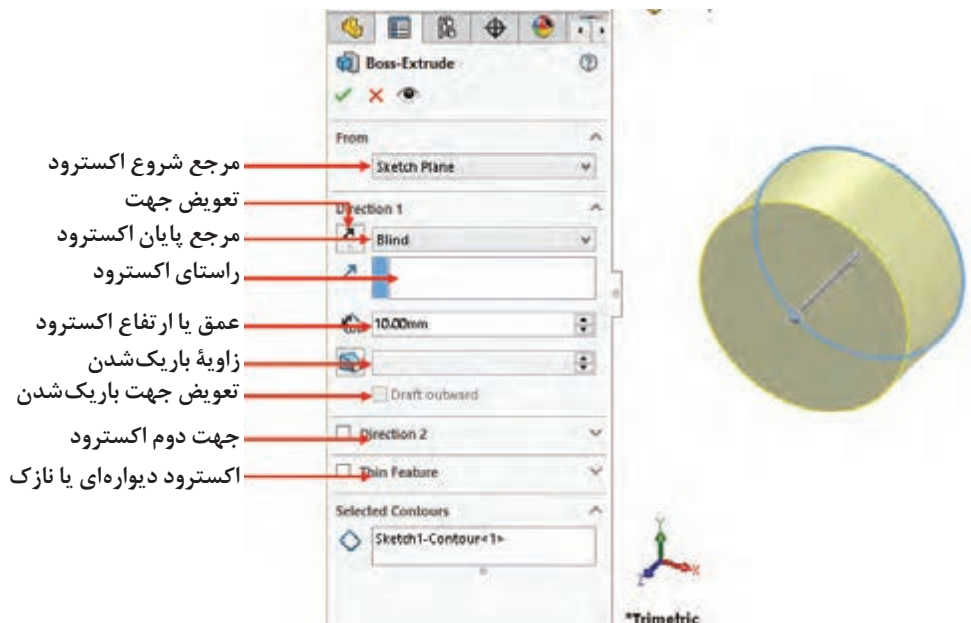 Boss-Extrude
From
مرجع شروع اکسترود
Sketch Plane
تعویض جهت
Direction 1
مرجع پایان اکسترود
Blind
راستای اکسترود
عمق یا ارتفاع اکسترود
10.00mm
زاویهٔ باریک‌شدن
تعویض جهت باریک‌شدن
Draft outward
جهت دوم اکسترود
Direction 2
اکسترود دیواره‌ای یا نازک
Thin Feature
Selected Contours
Sketch1-Contour<1>
Y
X
Z
*Trimetric